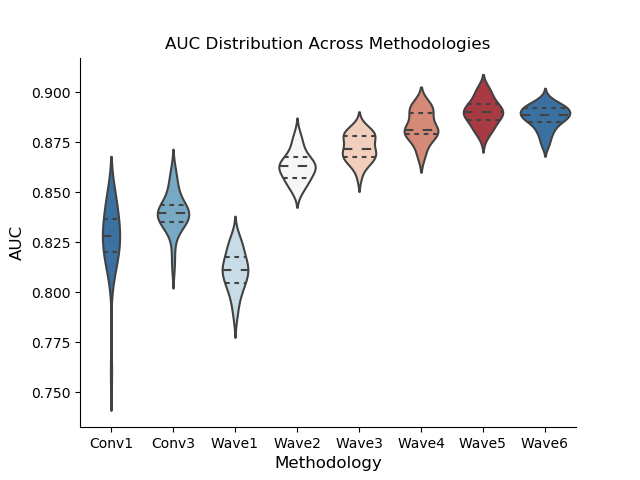 AUC Distribution Across Methodologies
0.900
0.875
0.850
0.825
0.800
0.775
0.750
AUC
Conv1 Conv3 Wave1 Wave2 Wave3 Wave4 Wave5 Wave6
Methodology